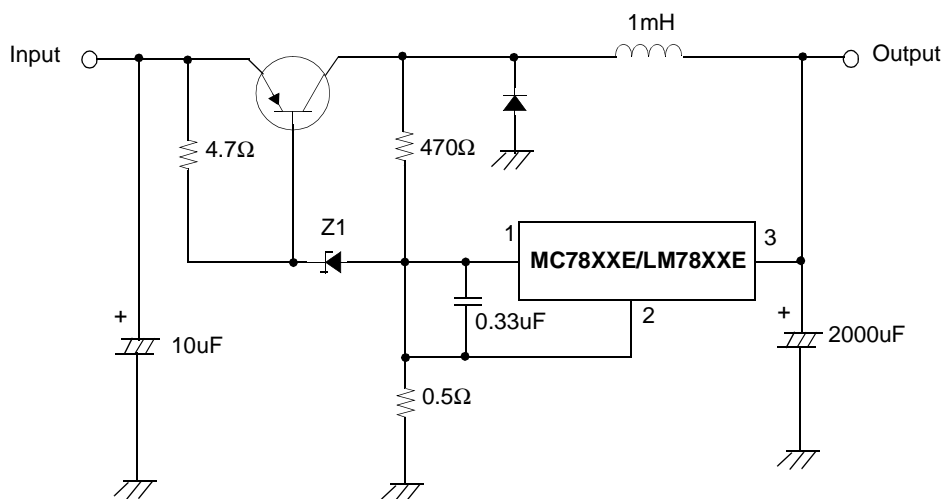 1mH
Input
Output
4.7Ω
470Ω
Z1
1
MC78XXE/LM78XXE
3
2
+
10uF
0.33uF
+
2000uF
0.5Ω